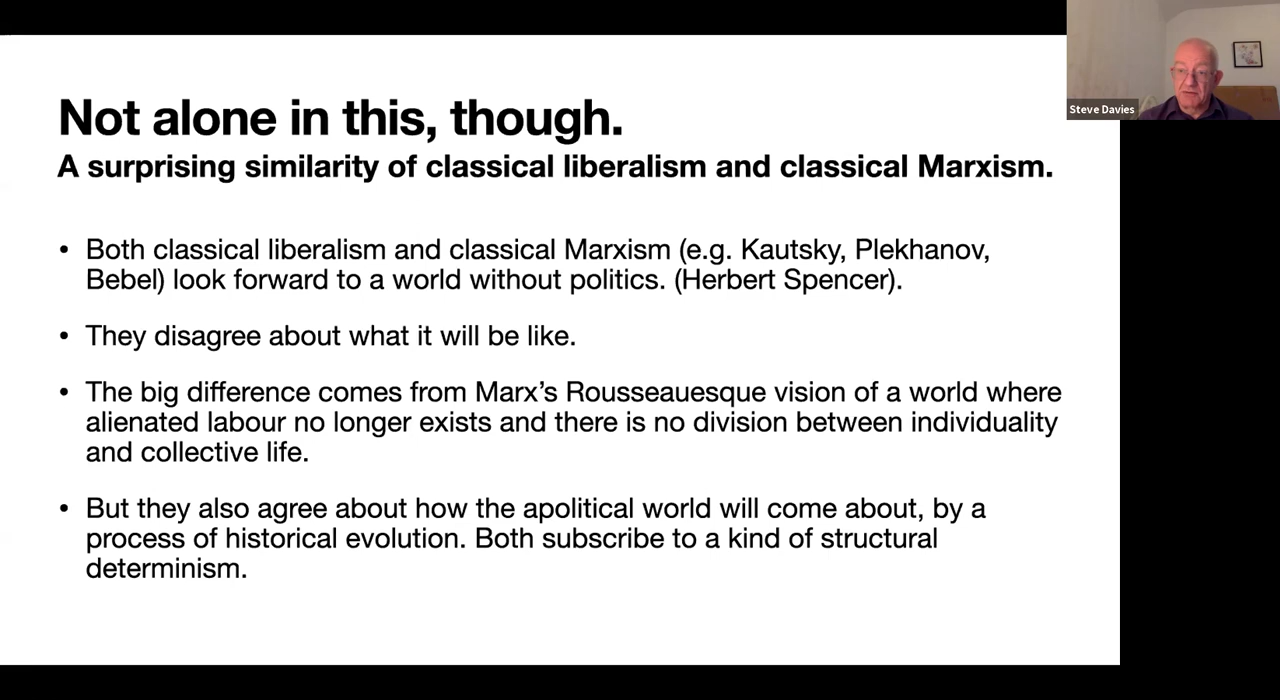 Not alone in this, though.
A surprising similarity of classical liberalism and classical Marxism.
• Both classical liberalism and classical Marxism (e.g. Kautsky, Plekhanov,
Bebel) look forward to a world without politics. (Herbert Spencer).
• They disagree about what it will be like.
• The big difference comes from Marx’s Rousseauesque vision of a world where
alienated labour no longer exists and there is no division between individuality
and collective life.
• But they also agree about how the apolitical world will come about, by a
process of historical evolution. Both subscribe to a kind of structural
determinism.
Steve Davies